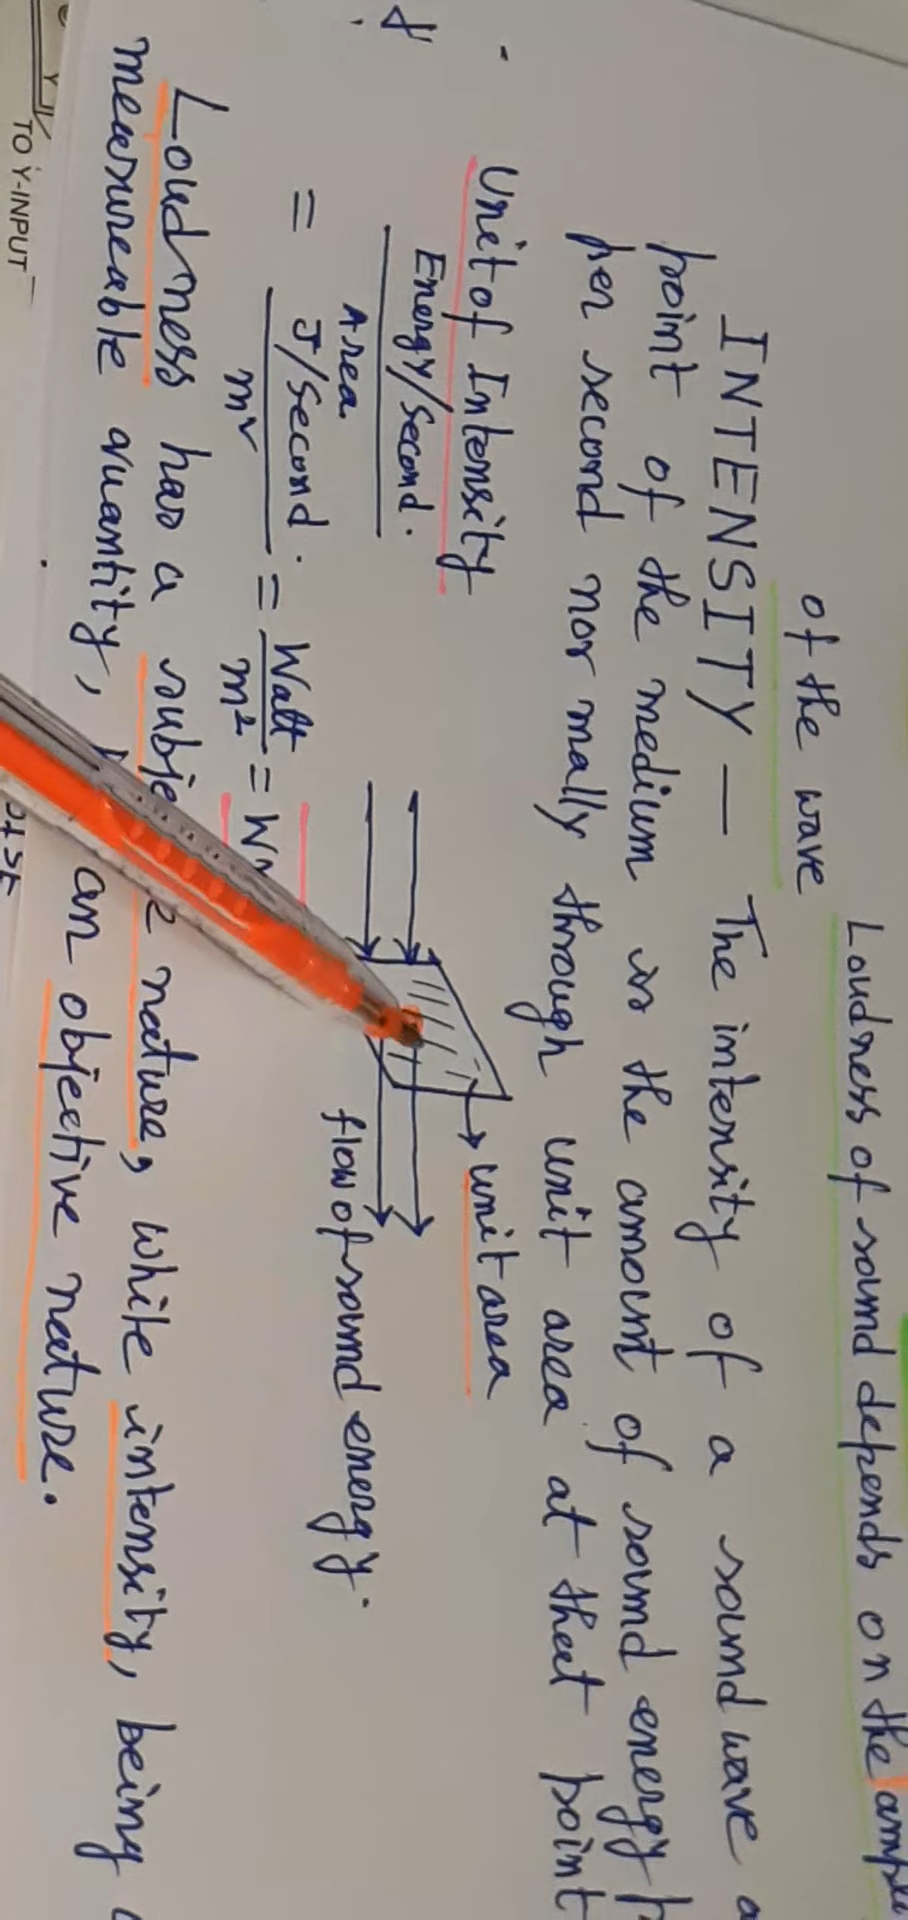 Loudness of sound depends on the
of the wave
INTENSITY — The intensity of a sound wave
point of the medium is the amount of sound energy
per second nor mally through unit area at that point
Unit of Intensity
Energy/Second.
Area
unit area
flow of sound energy.
= J/Second. = Watt =
m² m²
Loudness has a nature, while intensity, being
measureable quantity, an objective nature.
TO Y-INPUT